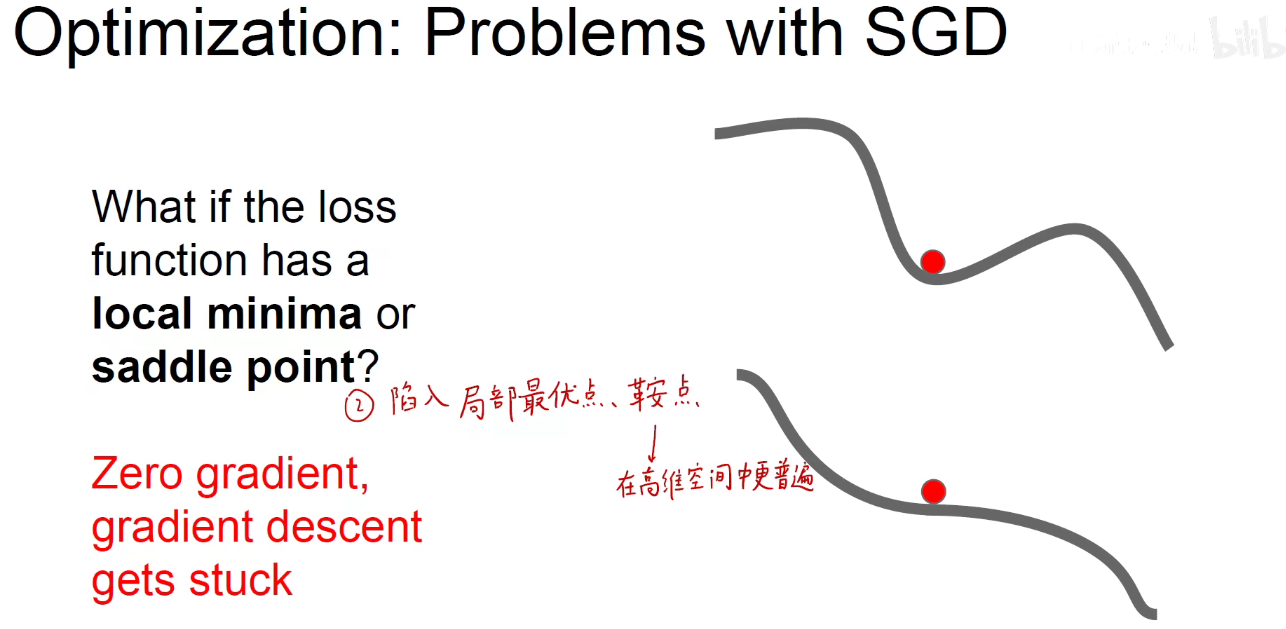 Optimization: Problems with SGD
bilib
What if the loss
function has a
local minima or
saddle point?
② 陷入局部最优点、鞍点
在高维空间中更普遍
Zero gradient,
gradient descent
gets stuck